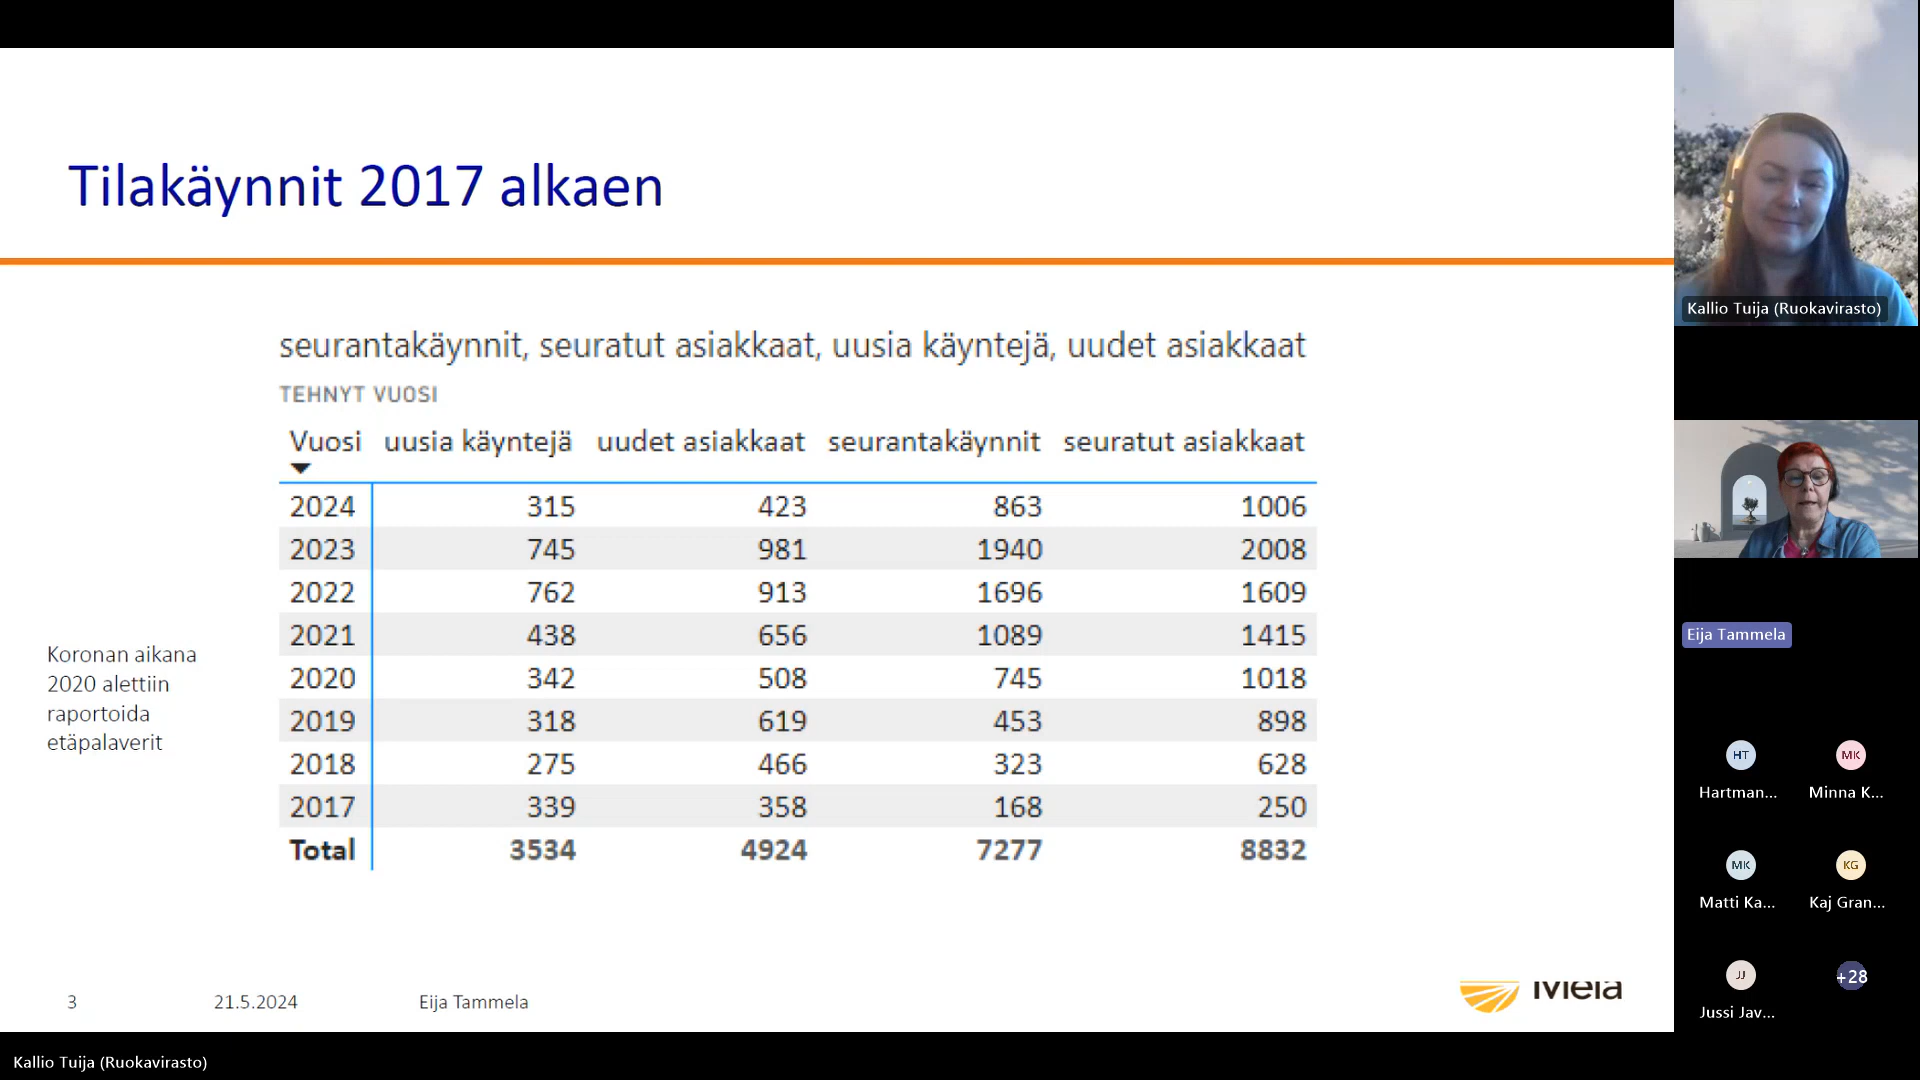 Tilakäynnit 2017 alkaen
seurantakäynnit, seuratut asiakkaat, uusia käyntejä, uudet asiakkaat
TEHNYT VUOSI
Vuosi uusia käyntejä uudet asiakkaat seurantakäynnit seuratut asiakkaat
2024 315 423 863 1006
2023 745 981 1940 2008
2022 762 913 1696 1609
2021 438 656 1089 1415
2020 342 508 745 1018
2019 318 619 453 898
2018 275 466 323 628
2017 339 358 168 250
Total 3534 4924 7277 8832
Koronan aikana
2020 alettiin
raportoida
etäpalaverit
3 21.5.2024 Eija Tammela
Mela
Kallio Tuija (Ruokavirasto)
Kallio Tuija (Ruokavirasto)
Eija Tammela
HT MK
Hartman... Minna K...
MK KG
Matti Ka... Kaj Gran...
JJ +28
Jussi Jav...